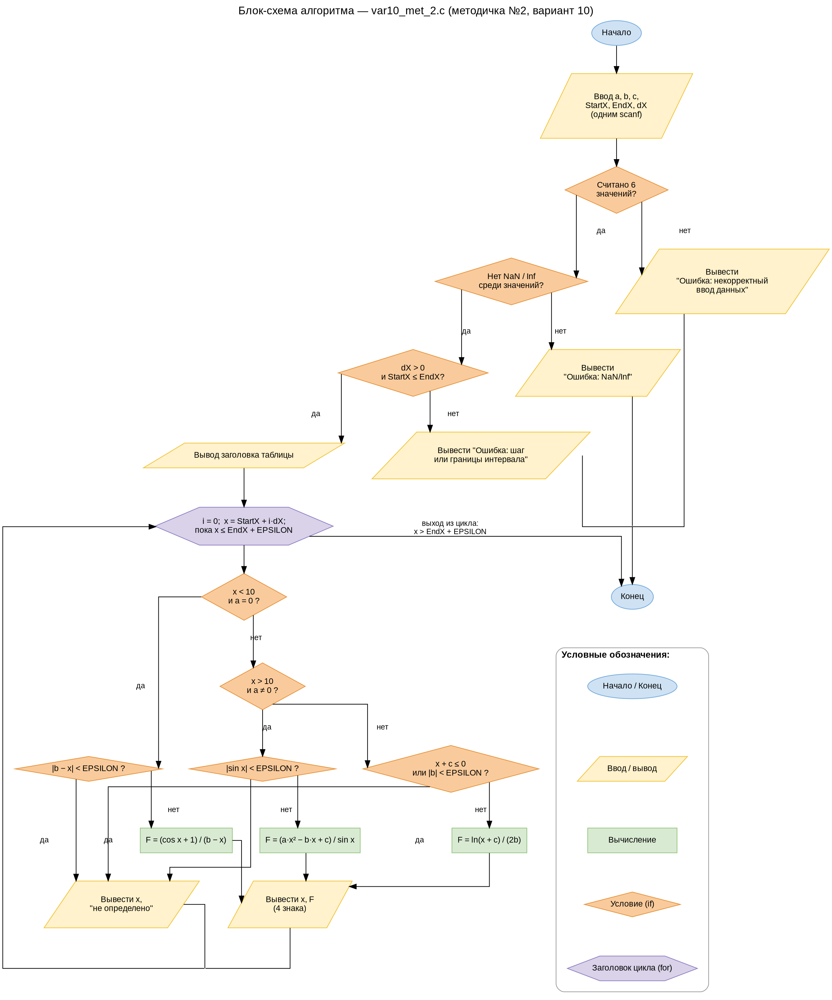 Блок-схема алгоритма — var10_met_2.c (методичка №2, вариант 10)
Начало
Ввод a, b, c,
StartX, EndX, dX
(одним scanf)
Считано 6
значений?
да
нет
Нет NaN / Inf
среди значений?
Вывести
"Ошибка: некорректный
ввод данных"
да
нет
dX > 0
и StartX ≤ EndX?
Вывести
"Ошибка: NaN/Inf"
да
нет
Вывод заголовка таблицы
Вывести "Ошибка: шаг
или границы интервала"
i = 0;  x = StartX + i·dX;
пока x ≤ EndX + EPSILON
выход из цикла:
x > EndX + EPSILON
x < 10
и a = 0 ?
Конец
нет
да
x > 10
и a ≠ 0 ?
да
нет
|b − x| < EPSILON ?
|sin x| < EPSILON ?
x + c ≤ 0
или |b| < EPSILON ?
нет
нет
нет
да
да
F = (cos x + 1) / (b − x)
F = (a·x² − b·x + c) / sin x
да
F = ln(x + c) / (2b)
Вывести x,
"не определено"
Вывести x, F
(4 знака)
Условные обозначения:
Начало / Конец
Ввод / вывод
Вычисление
Условие (if)
Заголовок цикла (for)